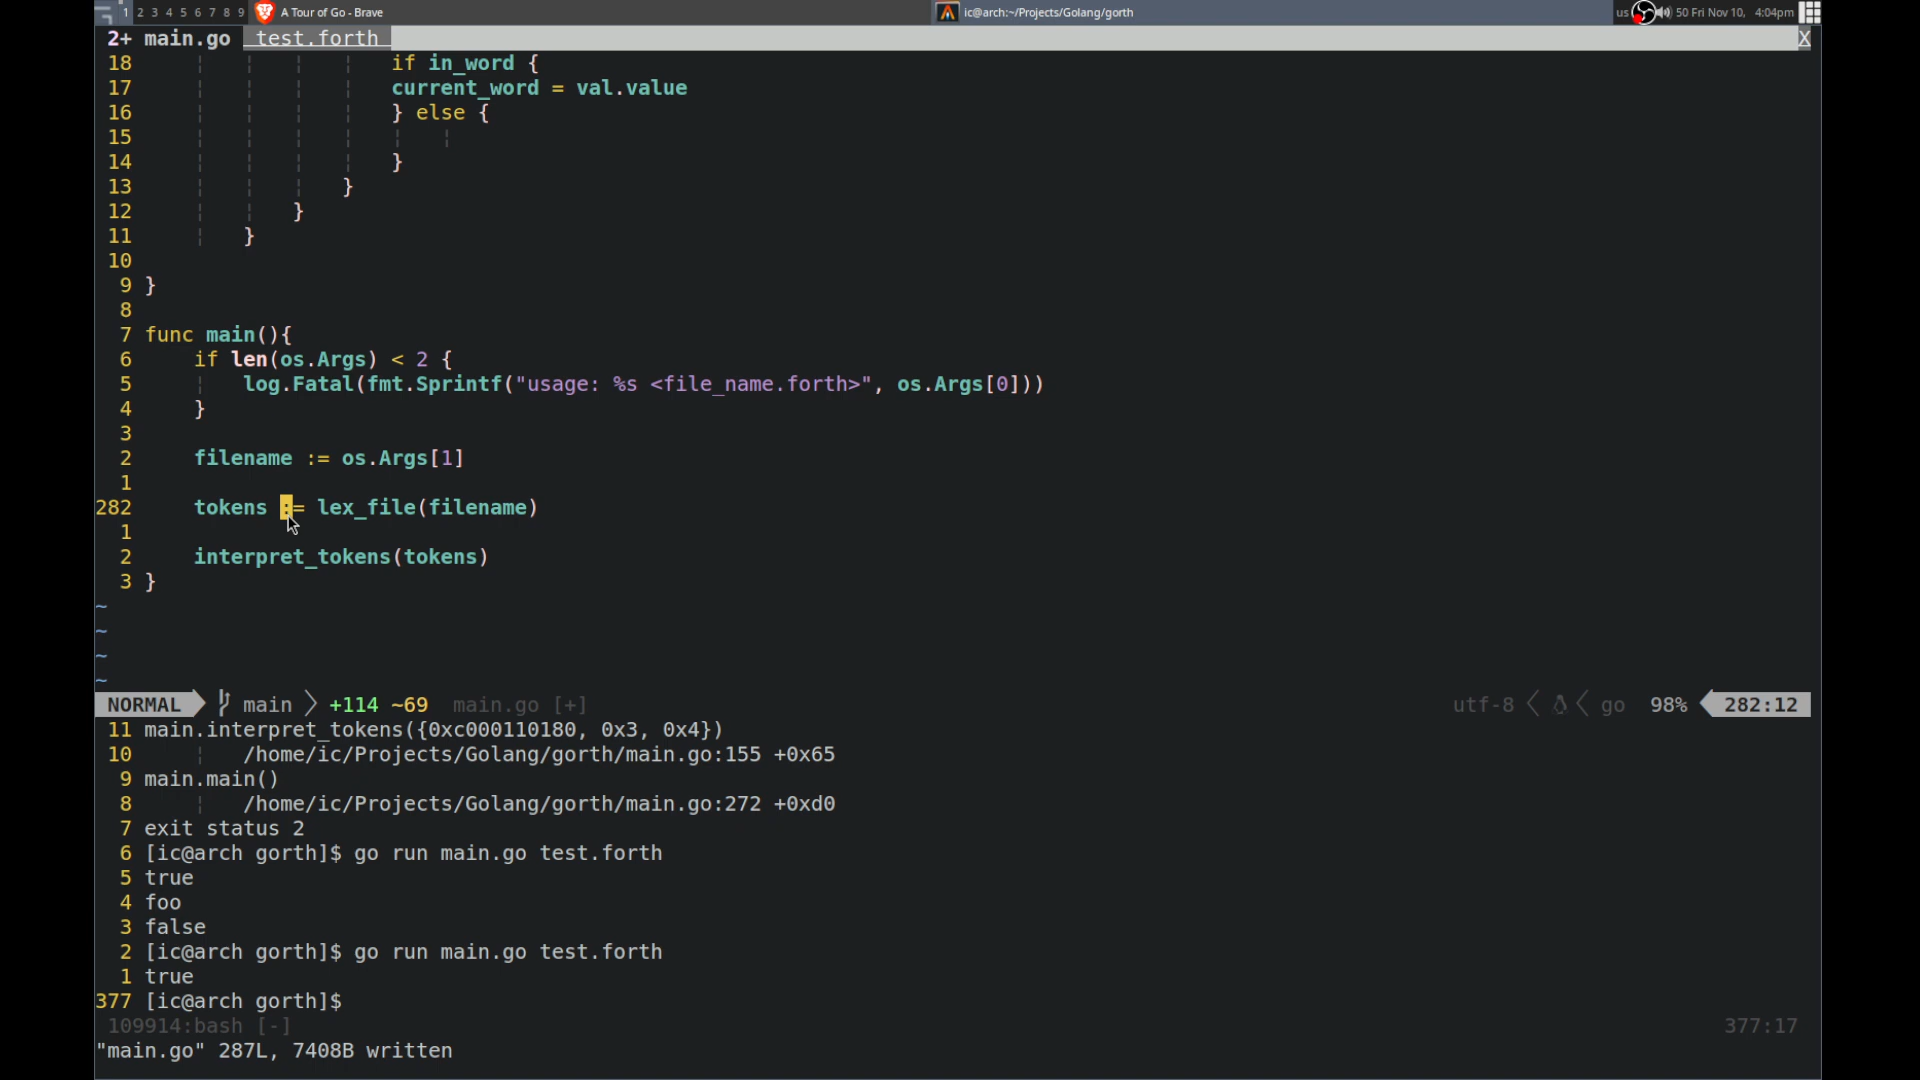 1 2 3 4 5 6 7 8 9 A Tour of Go - Brave ic@arch:~/Projects/Golang/gorth us 50 Fri Nov 10, 4:04pm
2+ main.go test.forth X
18 if in_word {
17 current_word = val.value
16 } else {
15
14 }
13 }
12 }
11 }
10
9 }
8
7 func main(){
6 if len(os.Args) < 2 {
5 log.Fatal(fmt.Sprintf("usage: %s <file_name.forth>", os.Args[0]))
4 }
3
2 filename := os.Args[1]
1
282 tokens := lex_file(filename)
1
2 interpret_tokens(tokens)
3 }
~
~
~
~
NORMAL main +114 ~69 main.go [+] utf-8 go 98% 282:12
11 main.interpret_tokens({0xc000110180, 0x3, 0x4})
10 /home/ic/Projects/Golang/gorth/main.go:155 +0x65
9 main.main()
8 /home/ic/Projects/Golang/gorth/main.go:272 +0xd0
7 exit status 2
6 [ic@arch gorth]$ go run main.go test.forth
5 true
4 foo
3 false
2 [ic@arch gorth]$ go run main.go test.forth
1 true
377 [ic@arch gorth]$
109914:bash [-] 377:17
"main.go" 287L, 7408B written